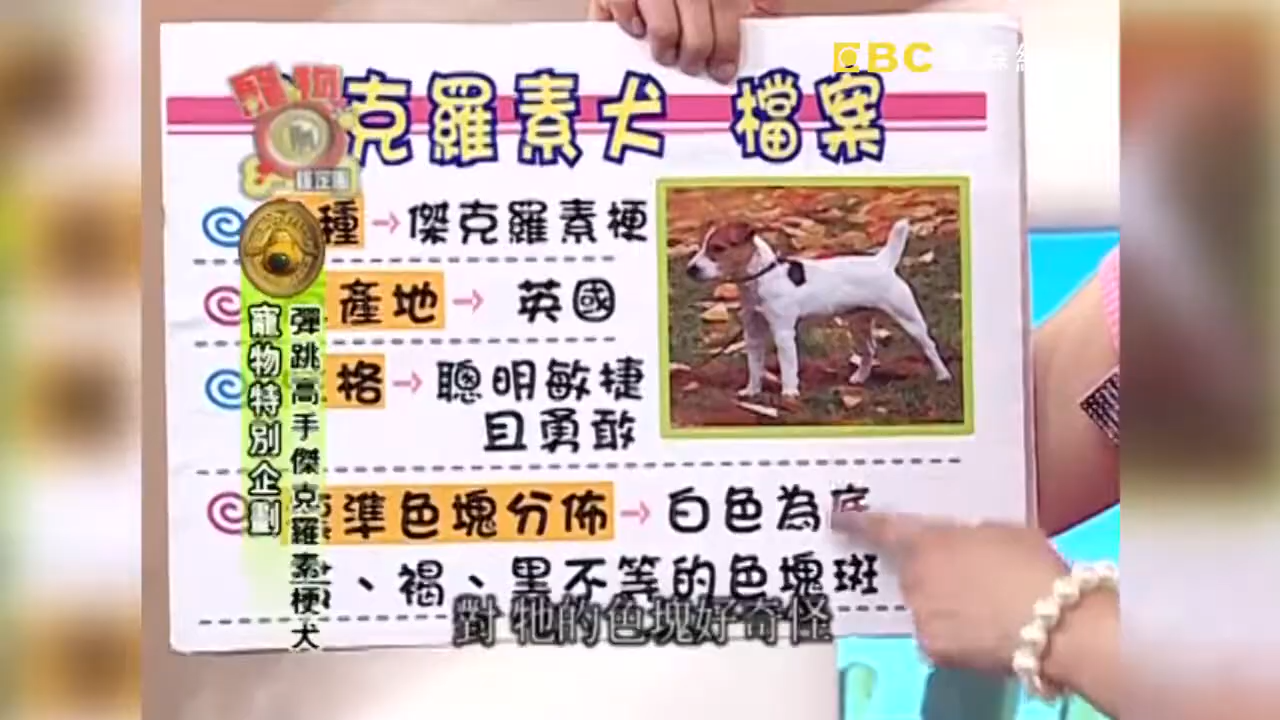 EBC
克羅素犬 檔案
種→傑克羅素梗
產地→ 英國
格→聰明敏捷
且勇敢
準色塊分佈→白色為底
、褐、黑不等的色塊斑
寵物特別企劃
彈跳高手傑克羅素梗犬
對 牠的色塊好奇怪